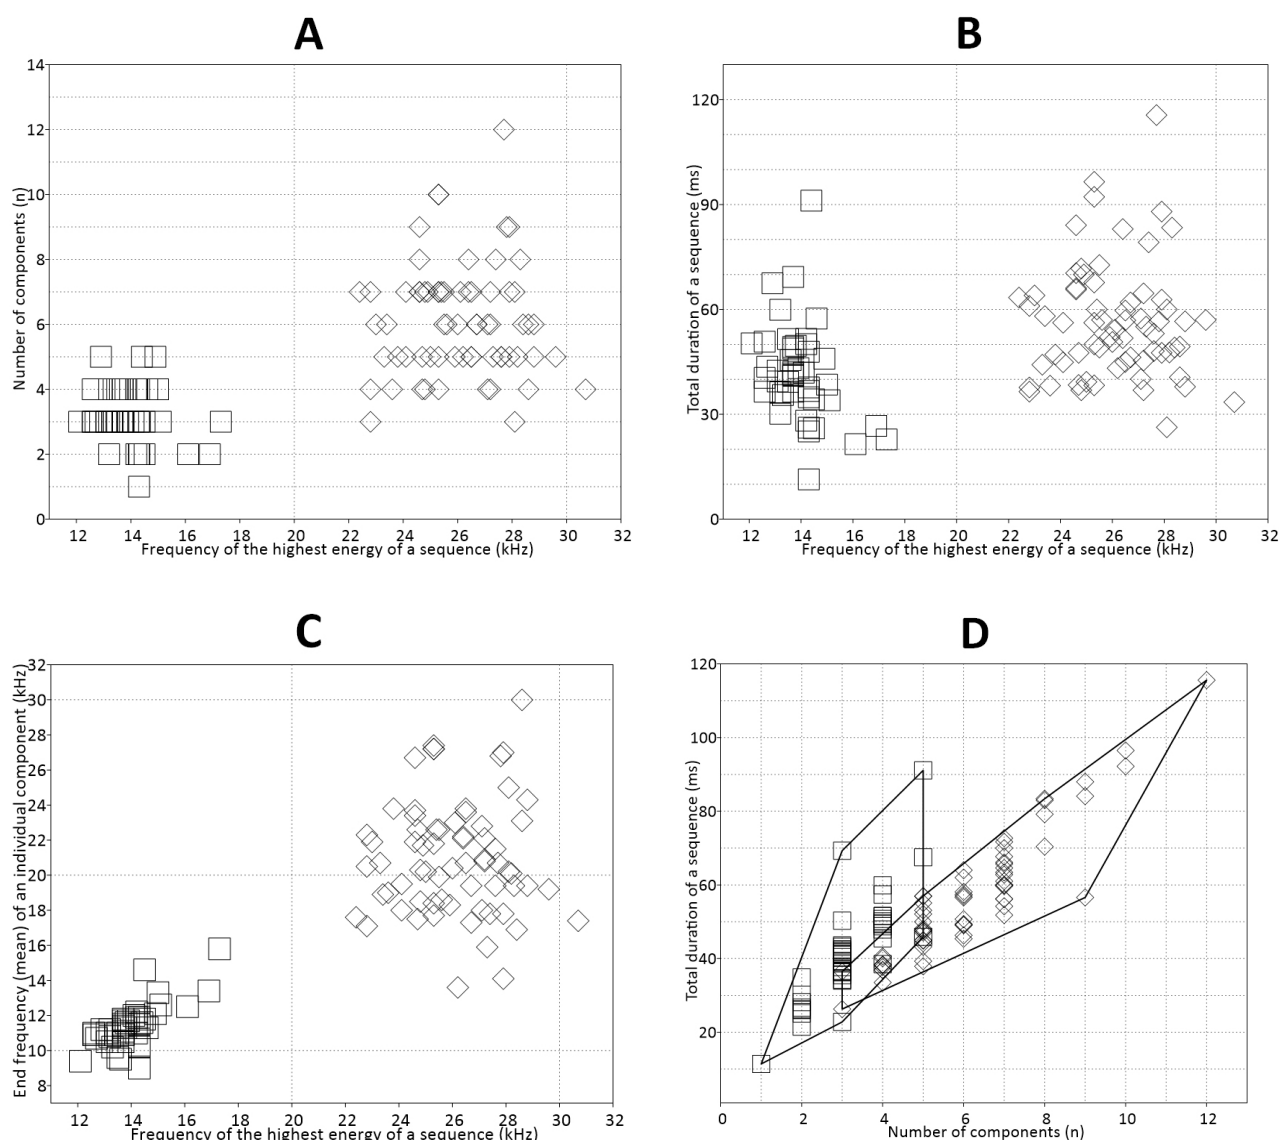 A
Number of components (n)
14
12
10
8
6
4
2
0
12 14 16 18 20 22 24 26 28 30 32
Frequency of the highest energy of a sequence (kHz)
B
Total duration of a sequence (ms)
120
90
60
30
0
12 14 16 18 20 22 24 26 28 30 32
Frequency of the highest energy of a sequence (kHz)
C
End frequency (mean) of an individual component (kHz)
32
30
28
26
24
22
20
18
16
14
12
10
8
12 14 16 18 20 22 24 26 28 30 32
Frequency of the highest energy of a sequence (kHz)
D
Total duration of a sequence (ms)
120
100
80
60
40
20
0 2 4 6 8 10 12
Number of components (n)